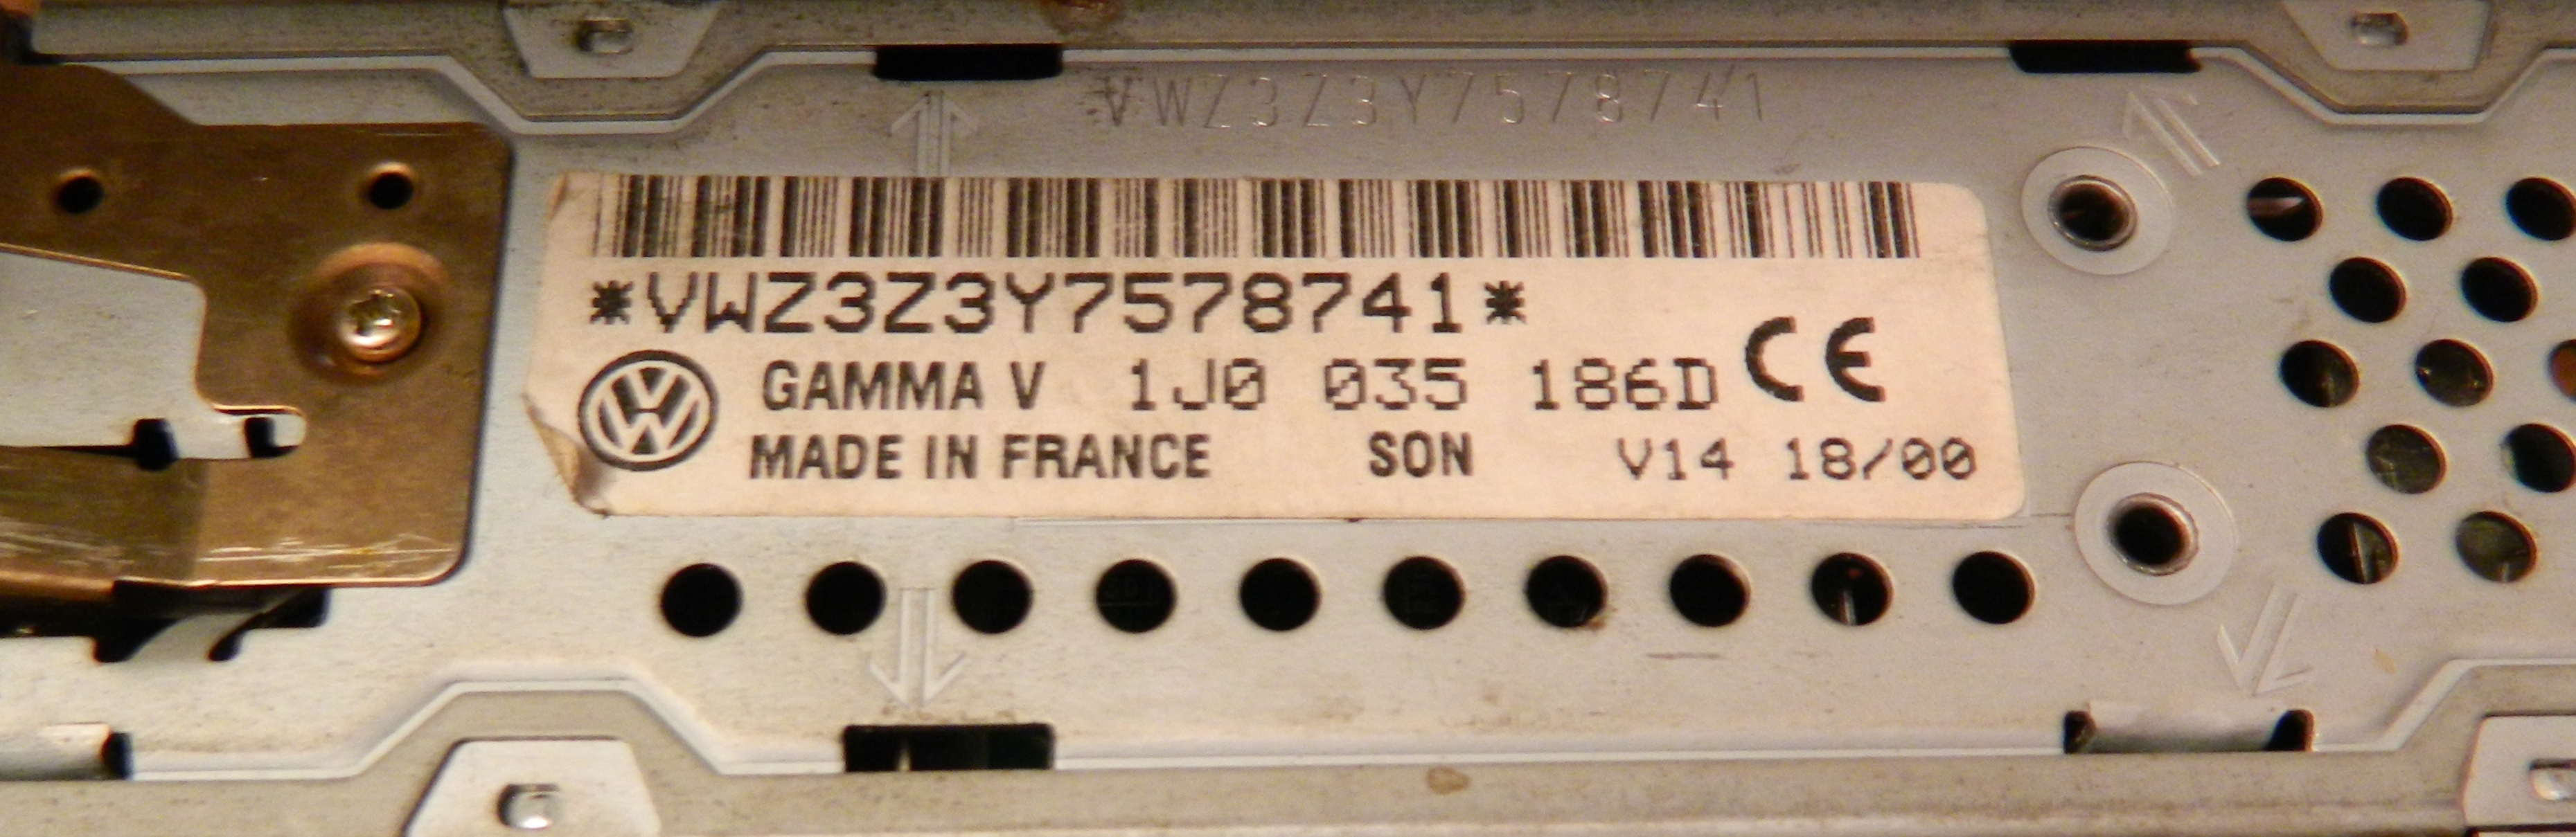 VWZ3Z3Y7578741
*VWZ3Z3Y7578741*
GAMMA V 1J0 035 186D CE
MADE IN FRANCE SON V14 18/00